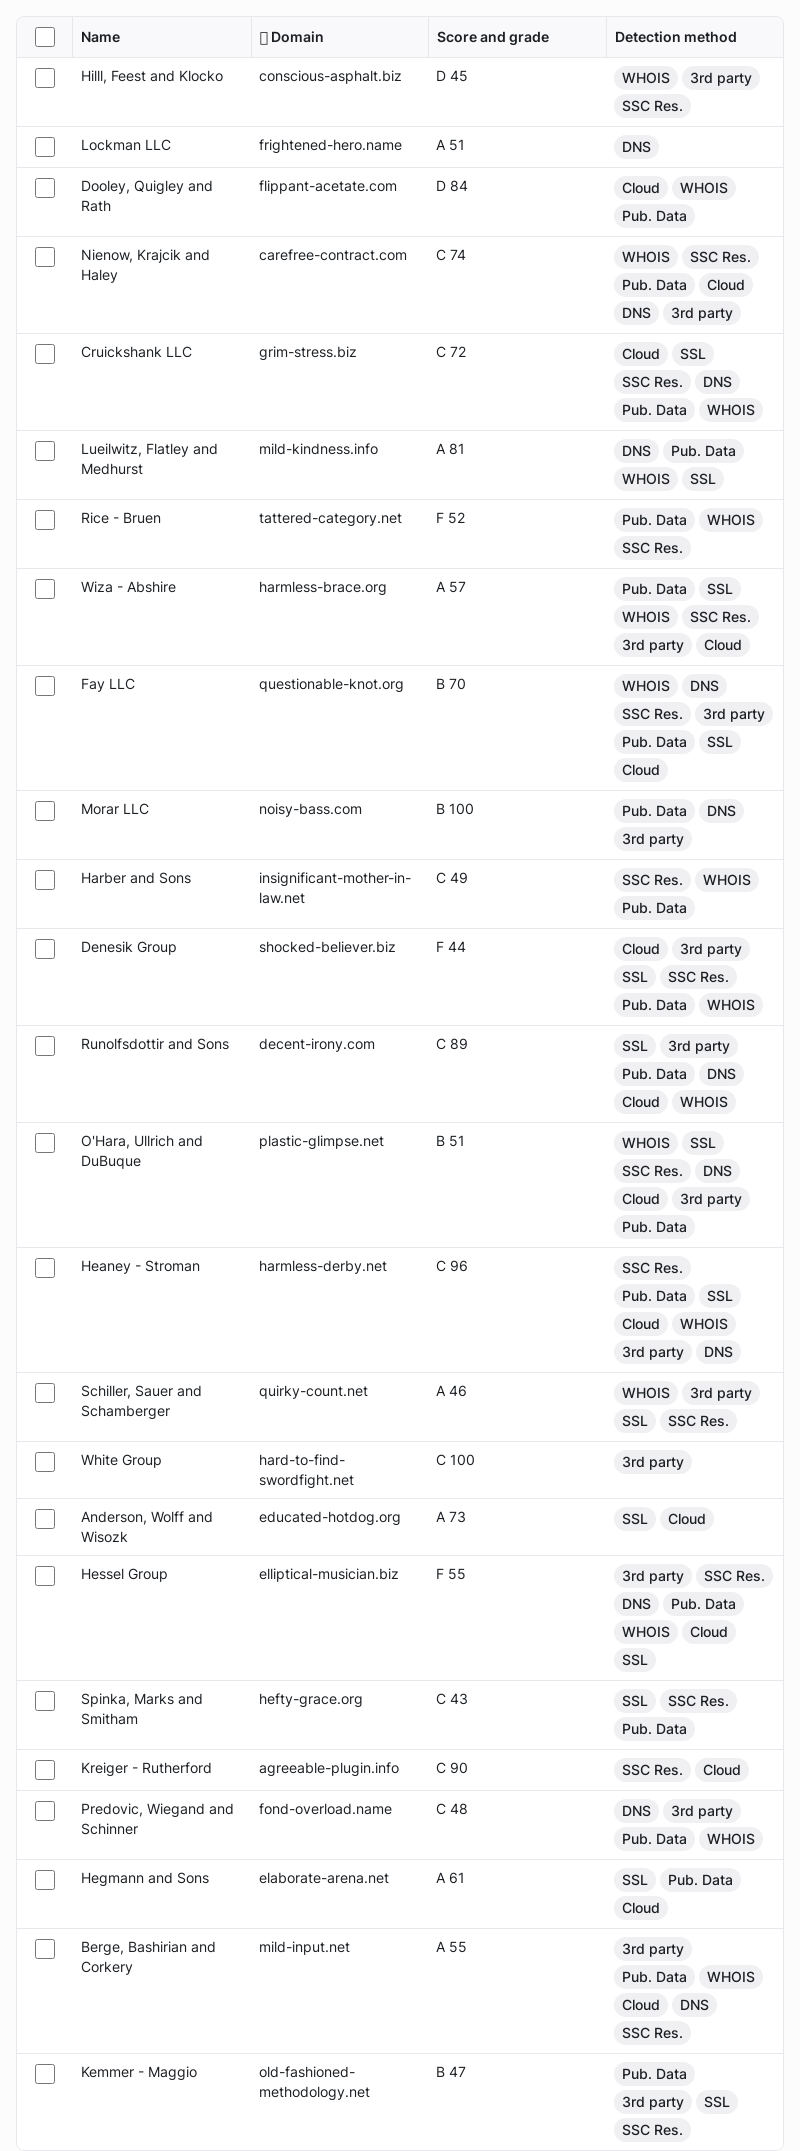 Name Domain Score and grade Detection method
Hilll, Feest and Klocko conscious-asphalt.biz D 45 WHOIS 3rd party
SSC Res.
Lockman LLC frightened-hero.name A 51 DNS
Dooley, Quigley and flippant-acetate.com D 84 Cloud WHOIS
Rath Pub. Data
Nienow, Krajcik and carefree-contract.com C 74 WHOIS SSC Res.
Haley Pub. Data Cloud
DNS 3rd party
Cruickshank LLC grim-stress.biz C 72 Cloud SSL
SSC Res. DNS
Pub. Data WHOIS
Lueilwitz, Flatley and mild-kindness.info A 81 DNS Pub. Data
Medhurst WHOIS SSL
Rice - Bruen tattered-category.net F 52 Pub. Data WHOIS
SSC Res.
Wiza - Abshire harmless-brace.org A 57 Pub. Data SSL
WHOIS SSC Res.
3rd party Cloud
Fay LLC questionable-knot.org B 70 WHOIS DNS
SSC Res. 3rd party
Pub. Data SSL
Cloud
Morar LLC noisy-bass.com B 100 Pub. Data DNS
3rd party
Harber and Sons insignificant-mother-in- C 49 SSC Res. WHOIS
law.net Pub. Data
Denesik Group shocked-believer.biz F 44 Cloud 3rd party
SSL SSC Res.
Pub. Data WHOIS
Runolfsdottir and Sons decent-irony.com C 89 SSL 3rd party
Pub. Data DNS
Cloud WHOIS
O'Hara, Ullrich and plastic-glimpse.net B 51 WHOIS SSL
DuBuque SSC Res. DNS
Cloud 3rd party
Pub. Data
Heaney - Stroman harmless-derby.net C 96 SSC Res.
Pub. Data SSL
Cloud WHOIS
3rd party DNS
Schiller, Sauer and quirky-count.net A 46 WHOIS 3rd party
Schamberger SSL SSC Res.
White Group hard-to-find- C 100 3rd party
swordfight.net
Anderson, Wolff and educated-hotdog.org A 73 SSL Cloud
Wisozk
Hessel Group elliptical-musician.biz F 55 3rd party SSC Res.
DNS Pub. Data
WHOIS Cloud
SSL
Spinka, Marks and hefty-grace.org C 43 SSL SSC Res.
Smitham Pub. Data
Kreiger - Rutherford agreeable-plugin.info C 90 SSC Res. Cloud
Predovic, Wiegand and fond-overload.name C 48 DNS 3rd party
Schinner Pub. Data WHOIS
Hegmann and Sons elaborate-arena.net A 61 SSL Pub. Data
Cloud
Berge, Bashirian and mild-input.net A 55 3rd party
Corkery Pub. Data WHOIS
Cloud DNS
SSC Res.
Kemmer - Maggio old-fashioned- B 47 Pub. Data
methodology.net 3rd party SSL
SSC Res.